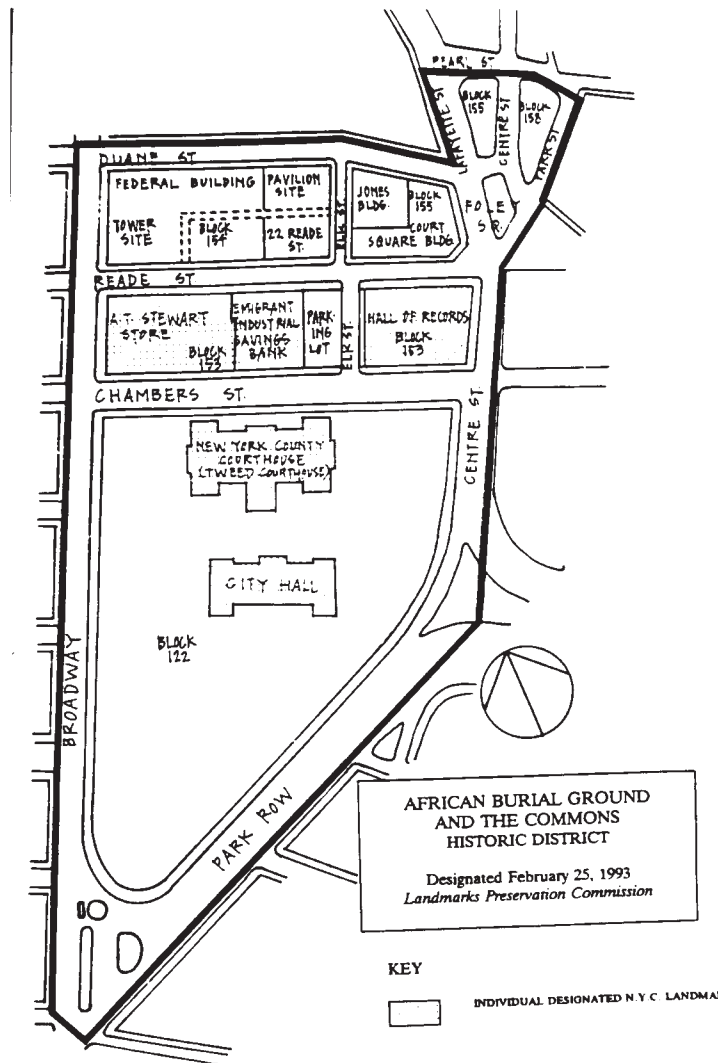 PEARL ST.
LAFAYETTE ST.
BLOCK
155
CENTRE ST.
BLOCK
158
PARK ST
DUANE ST
FEDERAL BUILDING
PAVILION
SITE
TOWER
SITE
BLOCK
154
22 READE
ST.
ELK ST.
JONES
BLDG.
BLOCK
155
COURT
SQUARE BLDG.
FOLEY
SQ.
READE ST
A.T. STEWART
STORE
BLOCK
153
EMIGRANT
INDUSTRIAL
SAVINGS
BANK
PARK-
ING
LOT
ELK ST.
HALL OF RECORDS
BLOCK
153
CHAMBERS ST.
CENTRE ST.
NEW YORK COUNTY
COURTHOUSE
(TWEED COURTHOUSE)
CITY HALL
BLOCK
122
BROADWAY
PARK ROW
AFRICAN BURIAL GROUND
AND THE COMMONS
HISTORIC DISTRICT
Designated February 25, 1993
Landmarks Preservation Commission
KEY
INDIVIDUAL DESIGNATED N.Y.C. LANDMA